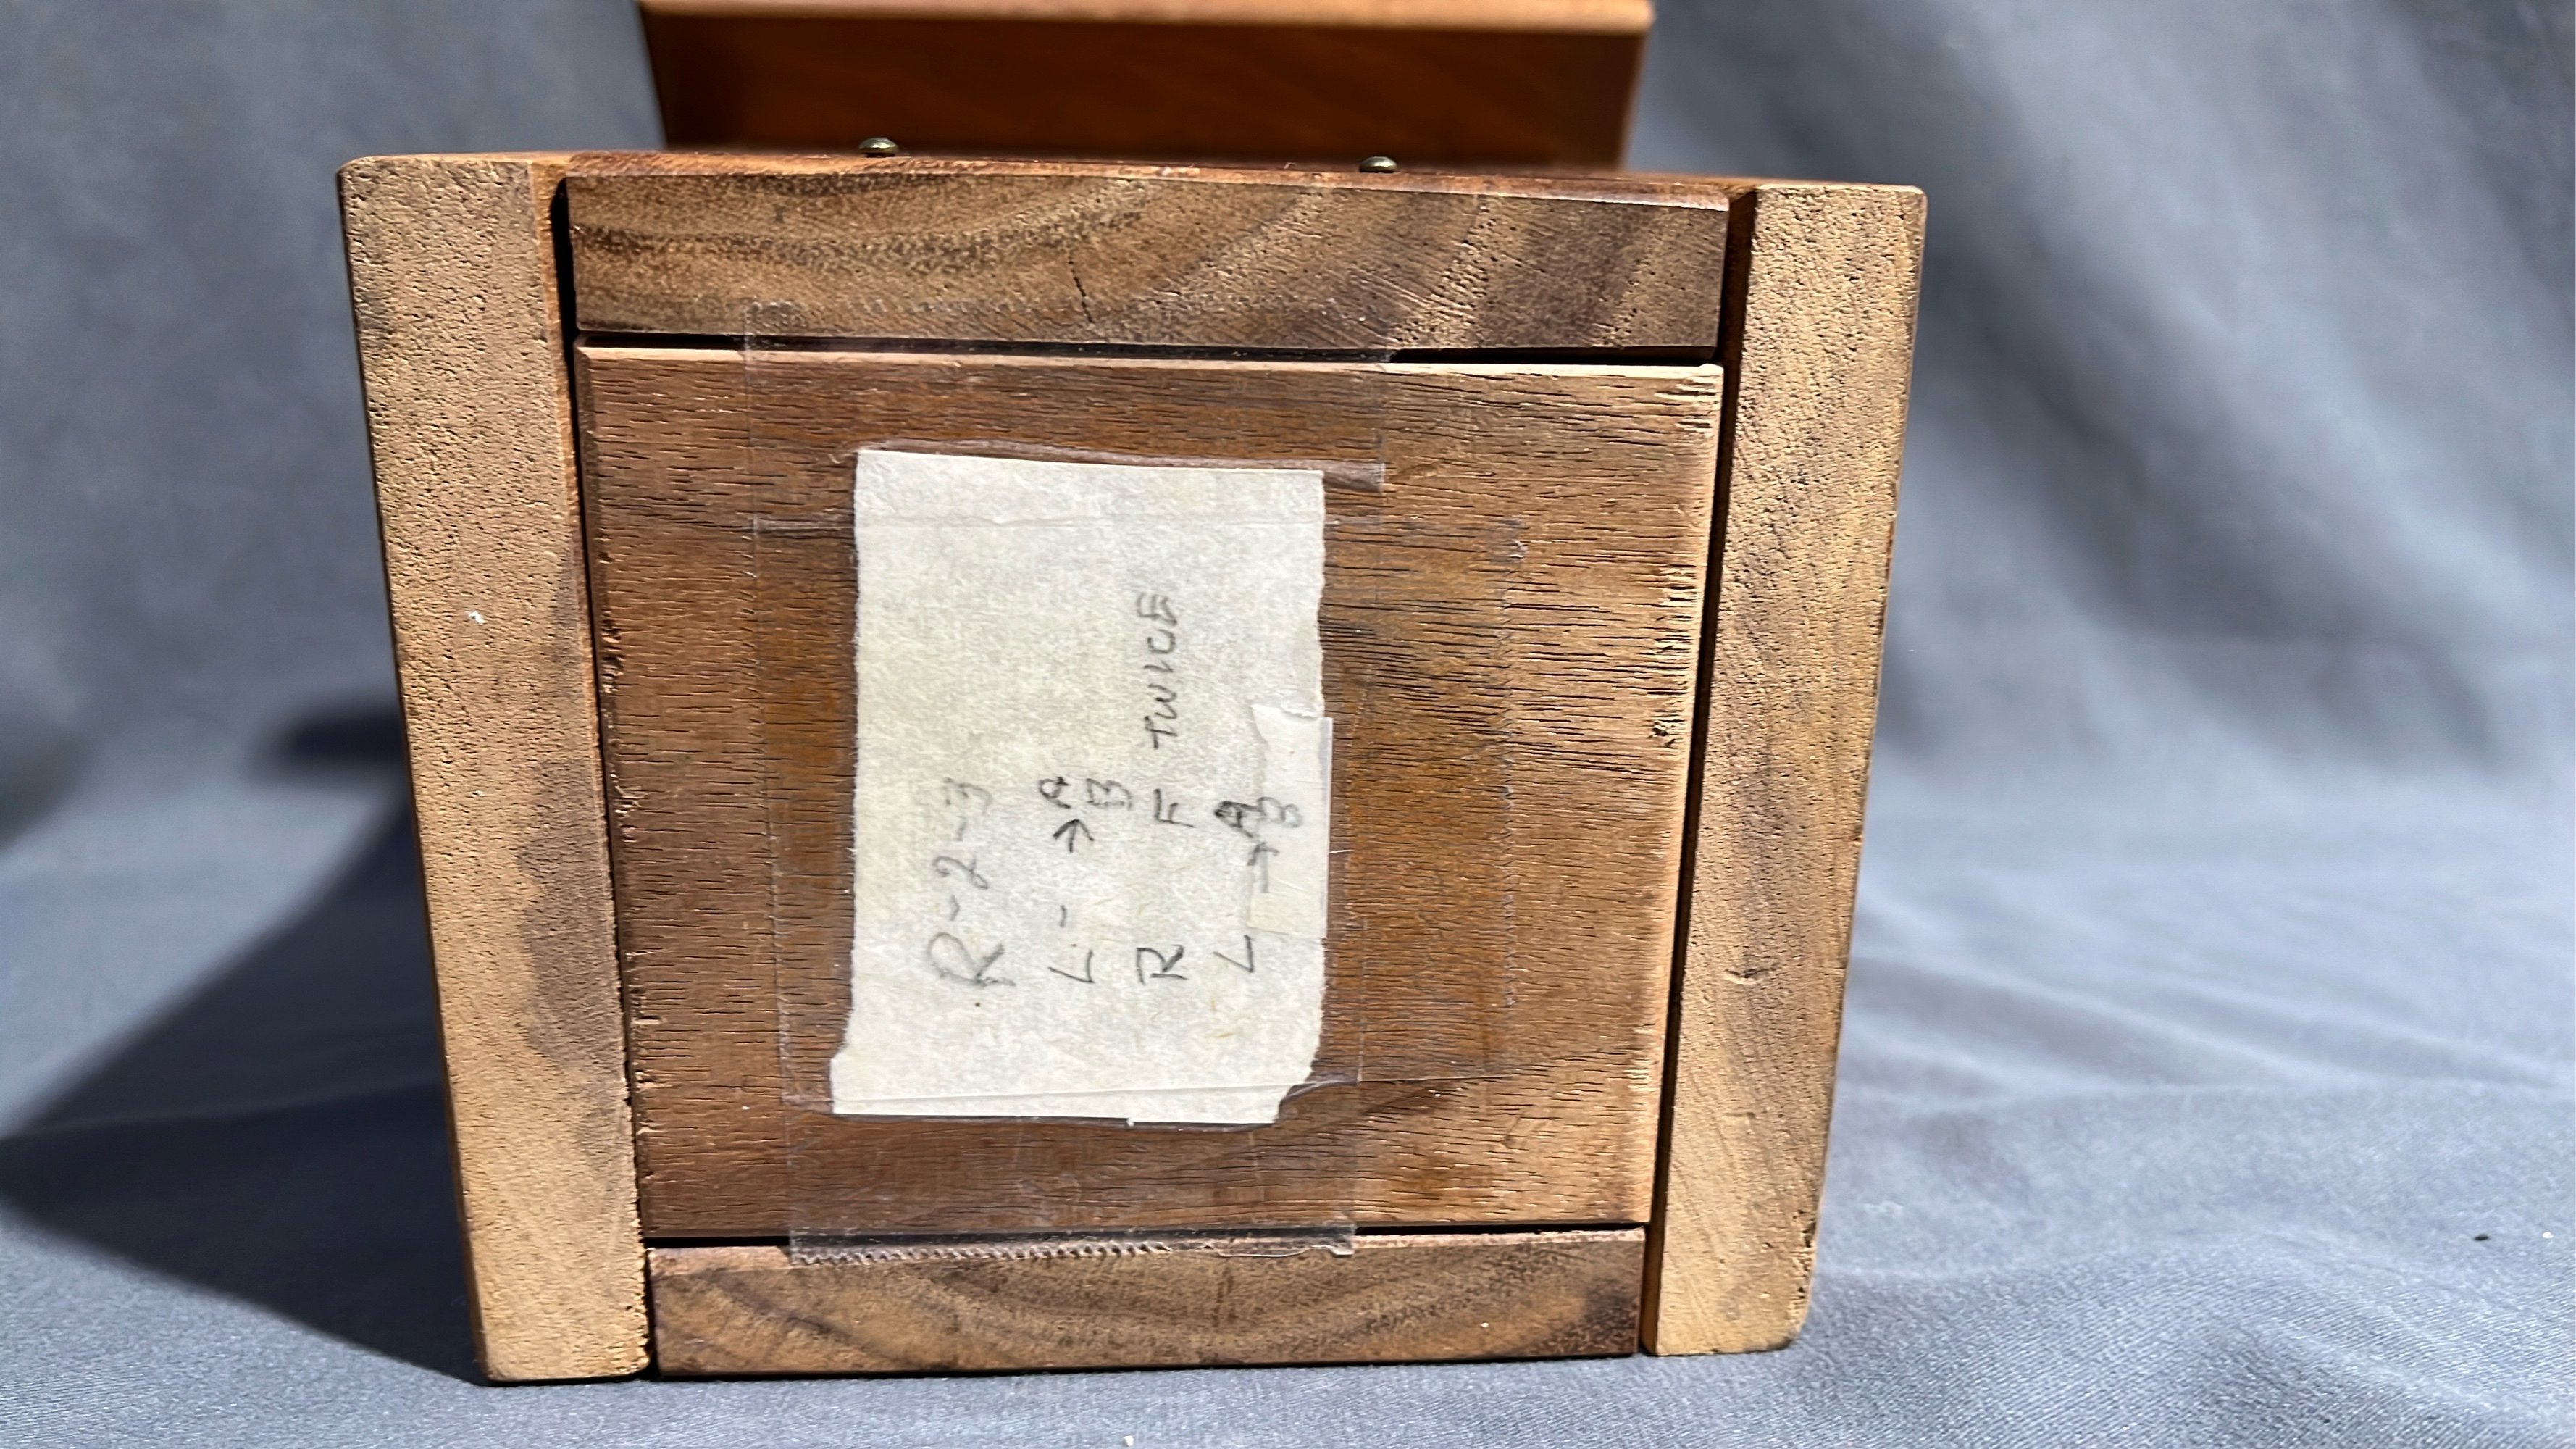 R-2-3
L-→A
B
R F TWICE
L →A
B